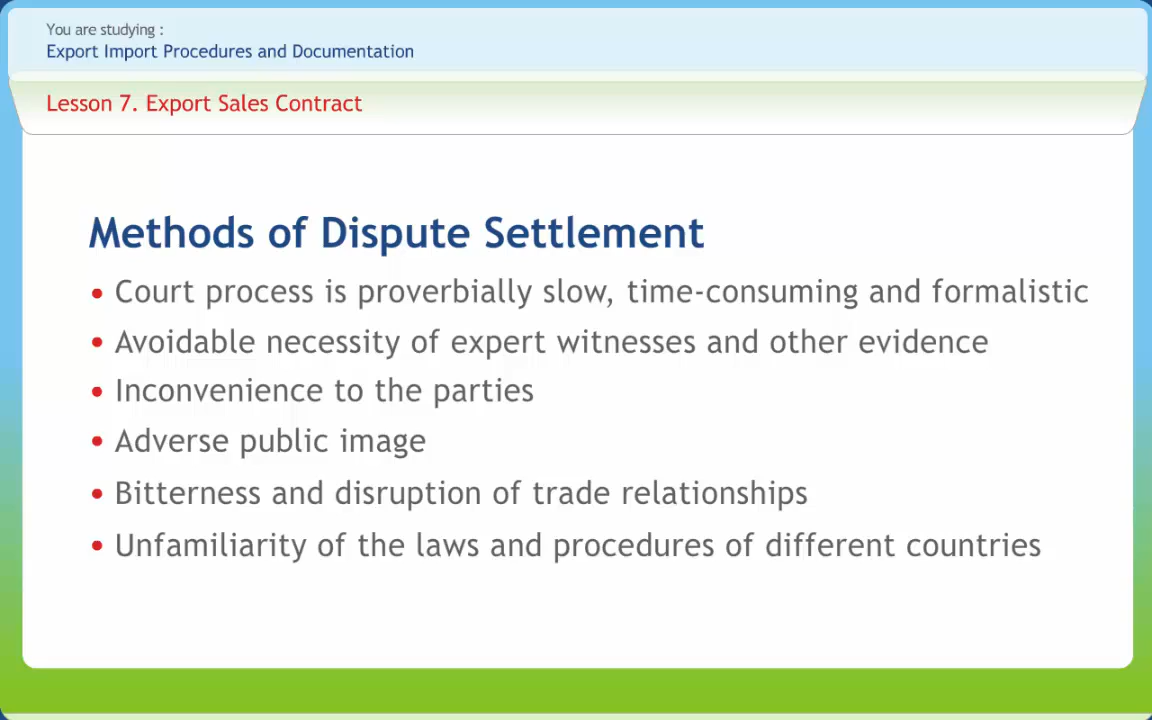 You are studying :
Export Import Procedures and Documentation
Lesson 7. Export Sales Contract
Methods of Dispute Settlement
• Court process is proverbially slow, time-consuming and formalistic
• Avoidable necessity of expert witnesses and other evidence
• Inconvenience to the parties
• Adverse public image
• Bitterness and disruption of trade relationships
• Unfamiliarity of the laws and procedures of different countries